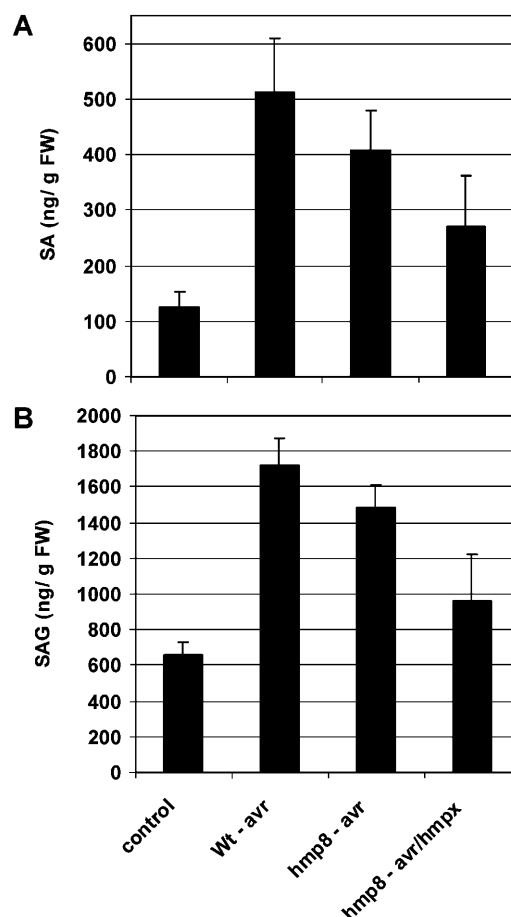 A
SA (ng/ g FW)
600
500
400
300
200
100
0
B
SAG (ng/ g FW)
2000
1800
1600
1400
1200
1000
800
600
400
200
0
control
Wt - avr
hmp8 - avr
hmp8 - avr/hmpx